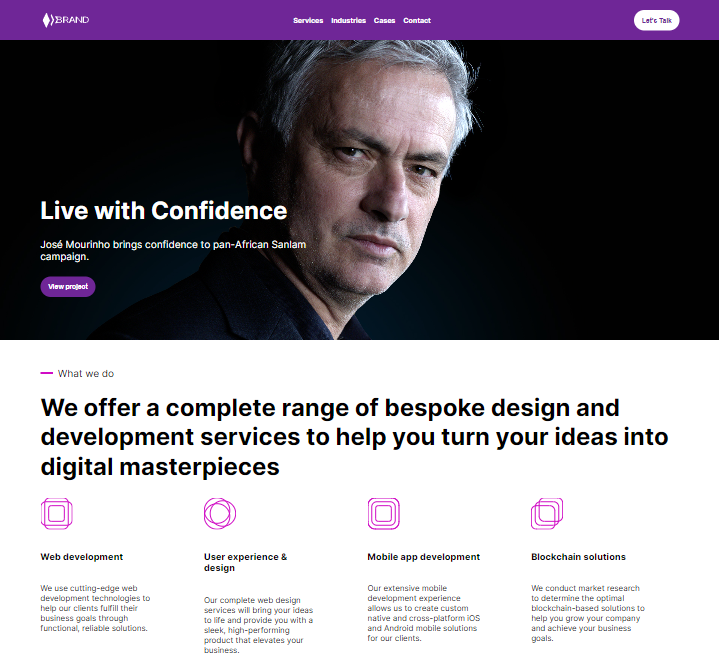 BRAND
Services Industries Cases Contact
Let's Talk
Live with Confidence
José Mourinho brings confidence to pan-African Sanlam
campaign.
View project
What we do
We offer a complete range of bespoke design and
development services to help you turn your ideas into
digital masterpieces
Web development
We use cutting-edge web
development technologies to
help our clients fulfill their
business goals through
functional, reliable solutions.
User experience &
design
Our complete web design
services will bring your ideas
to life and provide you with a
sleek, high-performing
product that elevates your
business.
Mobile app development
Our extensive mobile
development experience
allows us to create custom
native and cross-platform iOS
and Android mobile solutions
for our clients.
Blockchain solutions
We conduct market research
to determine the optimal
blockchain-based solutions to
help you grow your company
and achieve your business
goals.